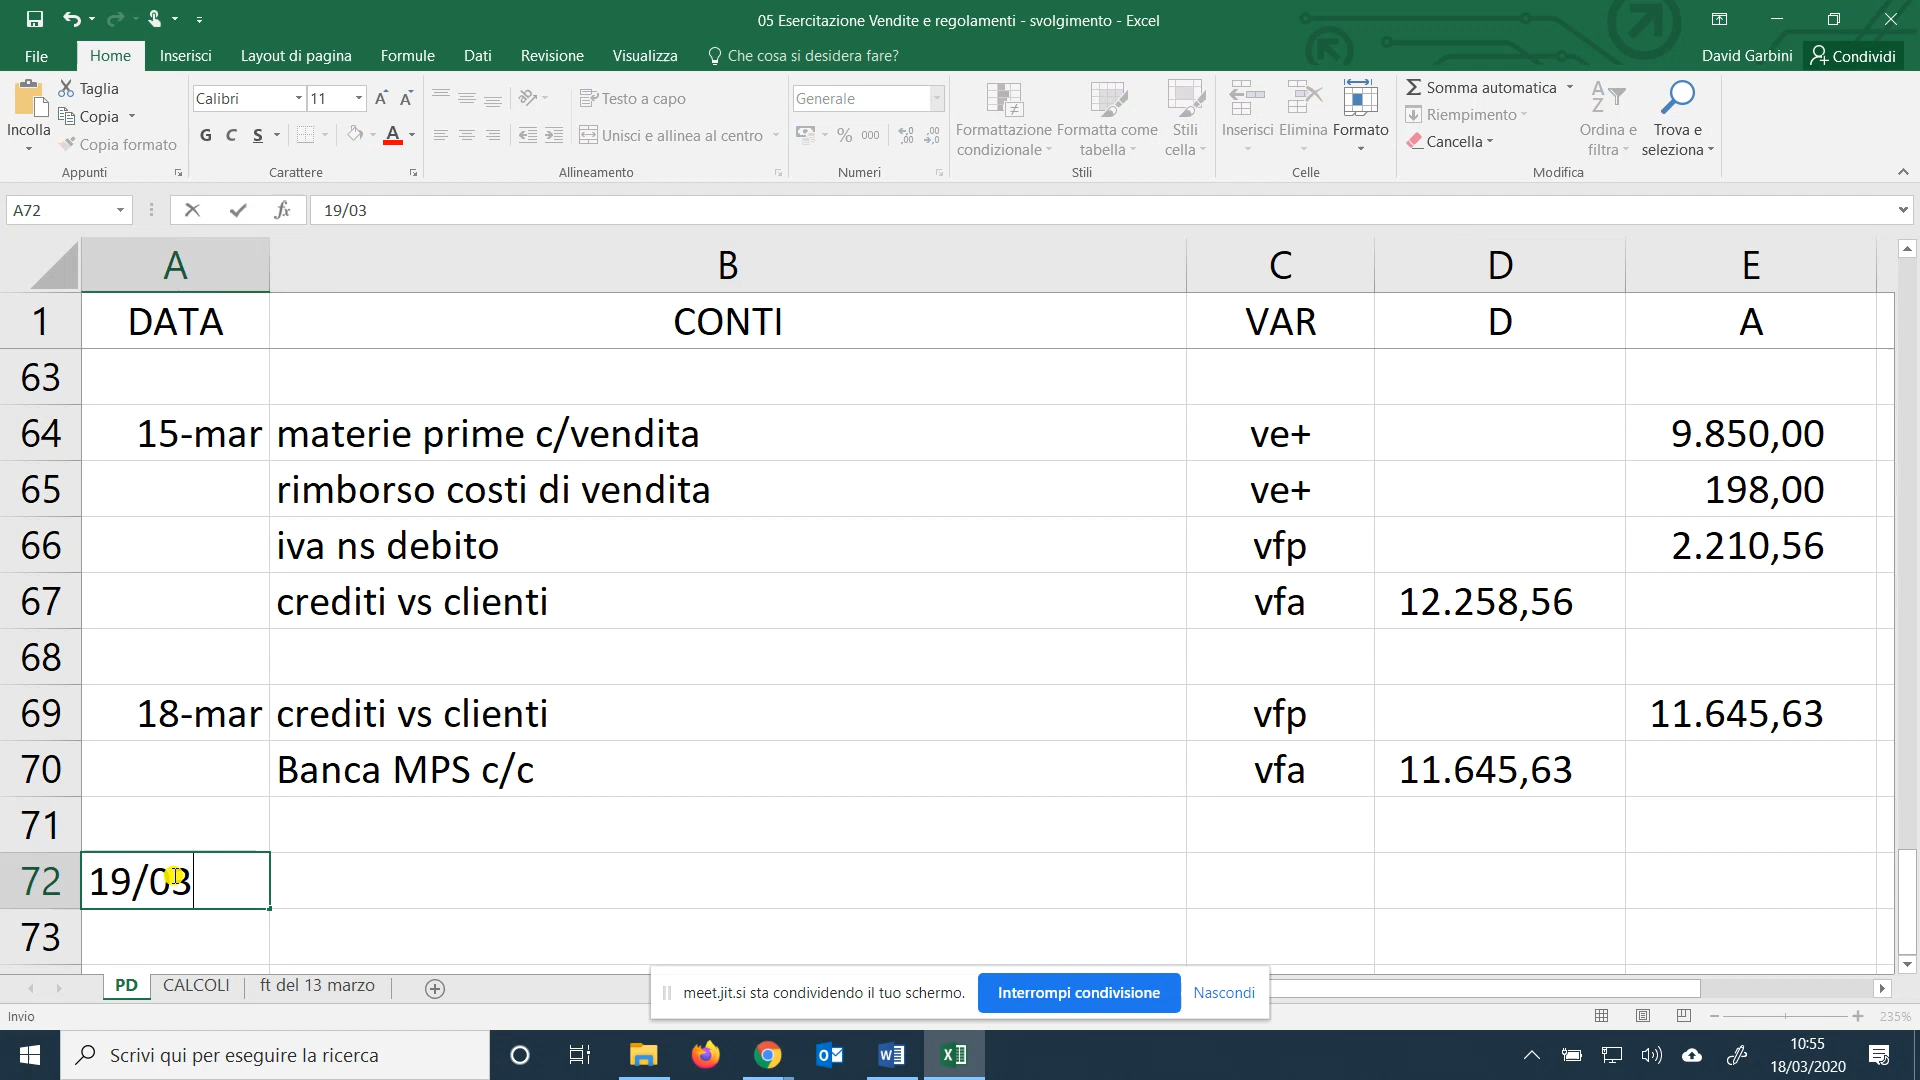 05 Esercitazione Vendite e regolamenti - svolgimento - Excel
File Home Inserisci Layout di pagina Formule Dati Revisione Visualizza Che cosa si desidera fare? David Garbini Condividi
Incolla
Taglia
Copia
Copia formato
Appunti
Calibri 11
G C S
Carattere
Testo a capo
Unisci e allinea al centro
Allineamento
Generale
% 000
Numeri
Formattazione condizionale
Formatta come tabella
Stili cella
Stili
Inserisci Elimina Formato
Celle
Somma automatica
Riempimento
Cancella
Ordina e filtra
Trova e seleziona
Modifica
A72 fx 19/03
A B C D E
1 DATA CONTI VAR D A
63
64 15-mar materie prime c/vendita ve+ 9.850,00
65 rimborso costi di vendita ve+ 198,00
66 iva ns debito vfp 2.210,56
67 crediti vs clienti vfa 12.258,56
68
69 18-mar crediti vs clienti vfp 11.645,63
70 Banca MPS c/c vfa 11.645,63
71
72 19/03
73
PD CALCOLI ft del 13 marzo
meet.jit.si sta condividendo il tuo schermo. Interrompi condivisione Nascondi
Invio 235%
Scrivi qui per eseguire la ricerca
10:55
18/03/2020